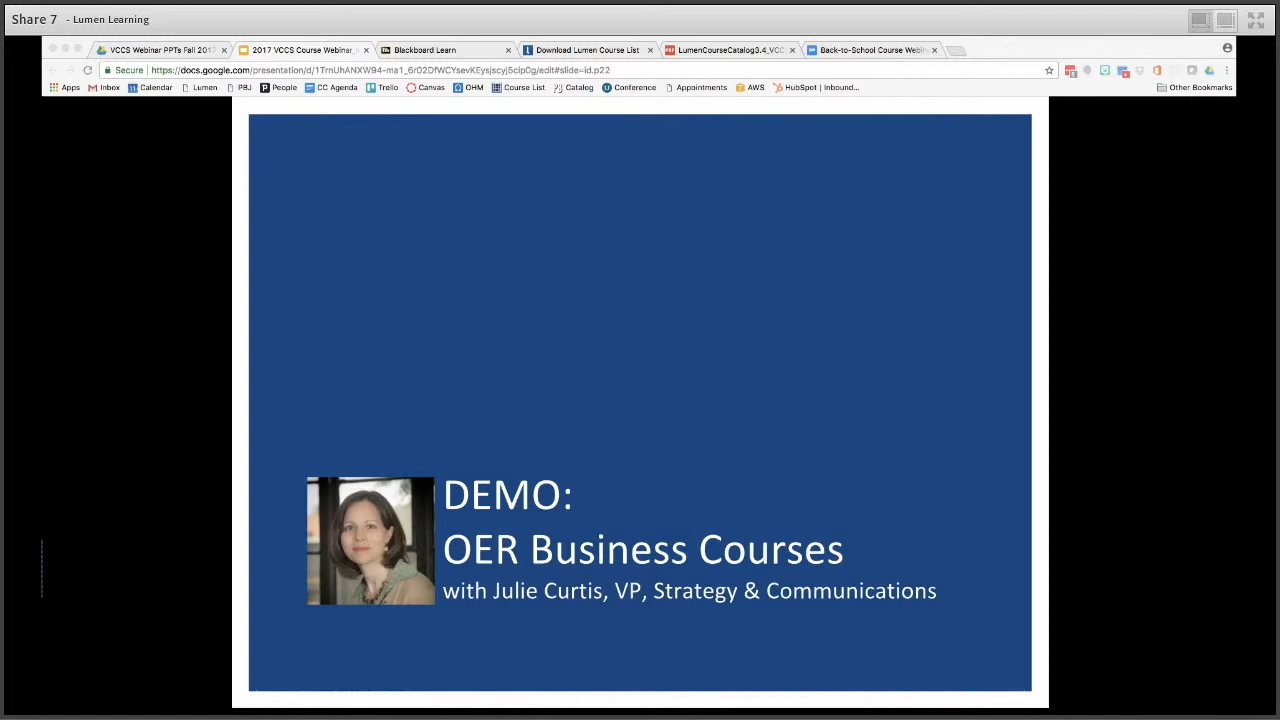 Share 7 - Lumen Learning
VCCS Webinar PPTs Fall 2017
2017 VCCS Course Webinar_
Blackboard Learn
Download Lumen Course List
LumenCourseCatalog3.4_VCC
Back-to-School Course Webin
Secure
https://docs.google.com/presentation/d/1TrnUhANXW94-ma1_6r02DfWCYsevKEysjscyj5cip0g/edit#slide=id.p22
Apps Inbox Calendar Lumen PBJ People CC Agenda Trello Canvas OHM Course List Catalog Conference Appointments AWS HubSpot | Inbound... Other Bookmarks
DEMO:
OER Business Courses
with Julie Curtis, VP, Strategy & Communications